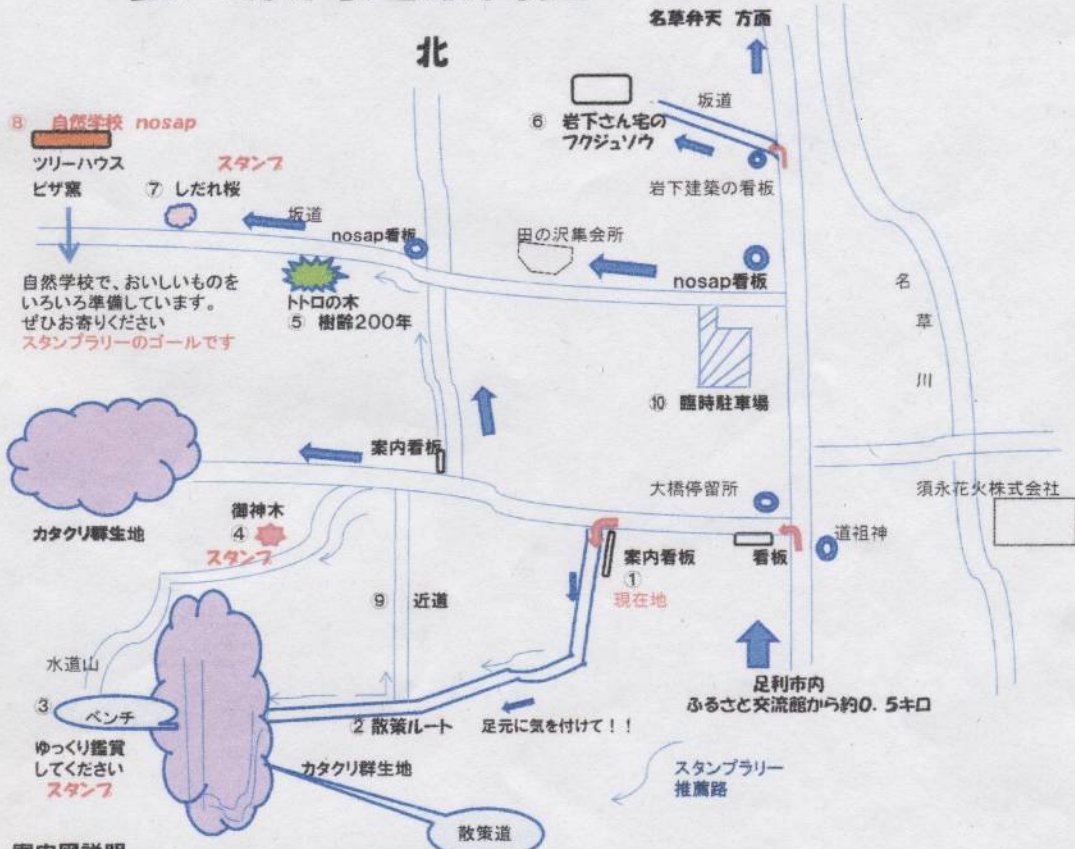 北
名草弁天 方面
坂道
⑥ 岩下さん宅の
フクジュソウ
岩下建築の看板
⑧ 自然学校 nosap
ツリーハウス
ピザ窯
スタンプ
⑦ しだれ桜
坂道
nosap看板
田の沢集会所
nosap看板
自然学校で、おいしいものを
いろいろ準備しています。
ぜひお寄りください
スタンプラリーのゴールです
トトロの木
⑤ 樹齢200年
名
草
川
⑩ 臨時駐車場
案内看板
カタクリ群生地
御神木
④
スタンプ
大橋停留所
須永花火株式会社
道祖神
案内看板
①
現在地
看板
⑨ 近道
水道山
③
ベンチ
ゆっくり鑑賞
してください
スタンプ
② 散策ルート
足元に気を付けて！！
足利市内
ふるさと交流館から約0.5キロ
カタクリ群生地
スタンプラリー
推薦路
散策道